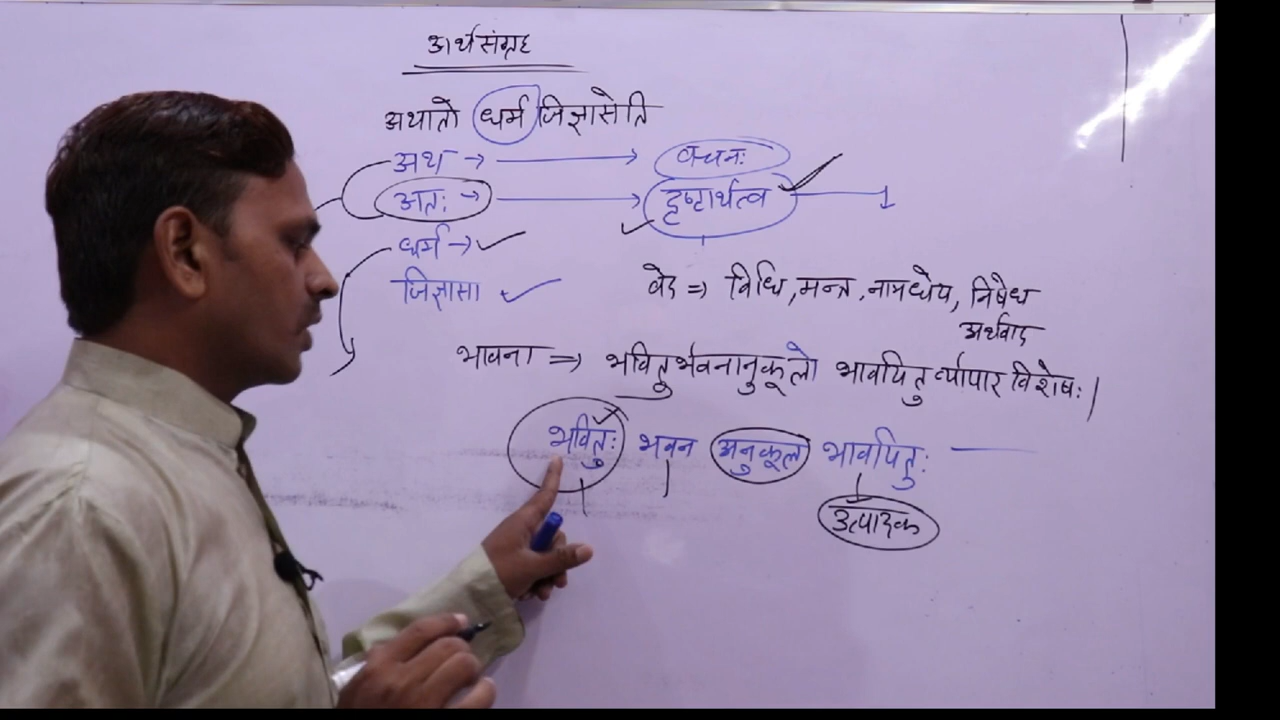 अर्थसंग्रह
अथातो धर्म जिज्ञासेति
अथ → → वचनः
अतः → → दृष्टार्थत्व
धर्म →
जिज्ञासा
वेद ⇒ विधि, मन्त्र, नामधेय, निषेध
अर्थवाद
भावना ⇒ भवितुर्भवनानुकूलो भावयितुर्व्यापार विशेषः।
भवितुः भवन अनुकूल भावयितुः
उत्पादक